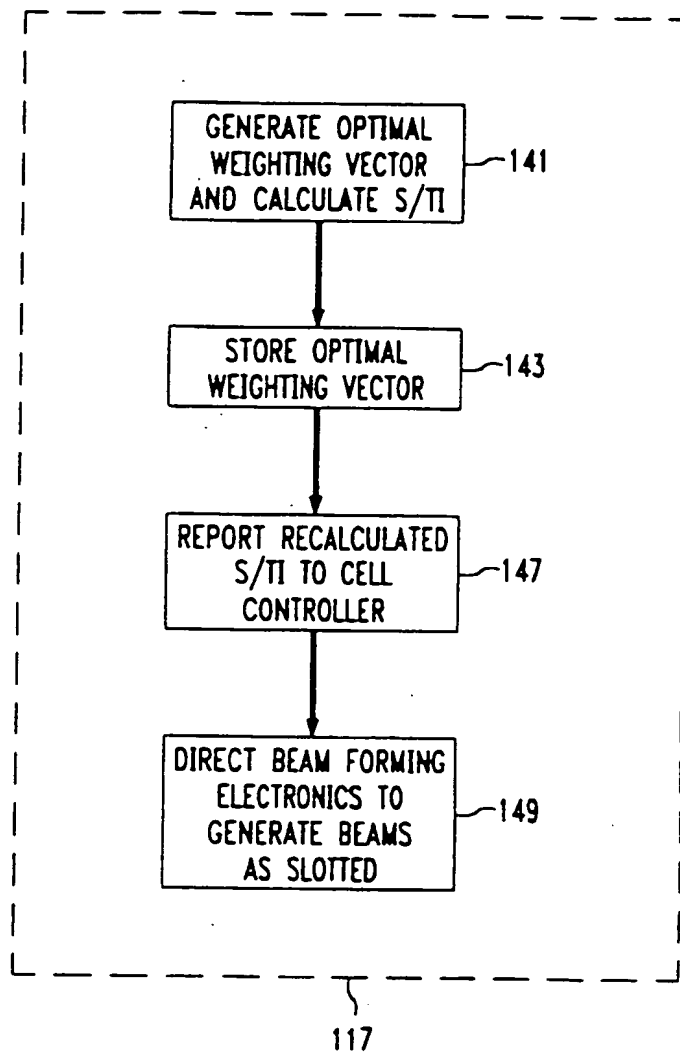 GENERATE OPTIMAL
WEIGHTING VECTOR
AND CALCULATE S/TI
141
STORE OPTIMAL
WEIGHTING VECTOR
143
REPORT RECALCULATED
S/TI TO CELL
CONTROLLER
147
DIRECT BEAM FORMING
ELECTRONICS TO
GENERATE BEAMS
AS SLOTTED
149
117